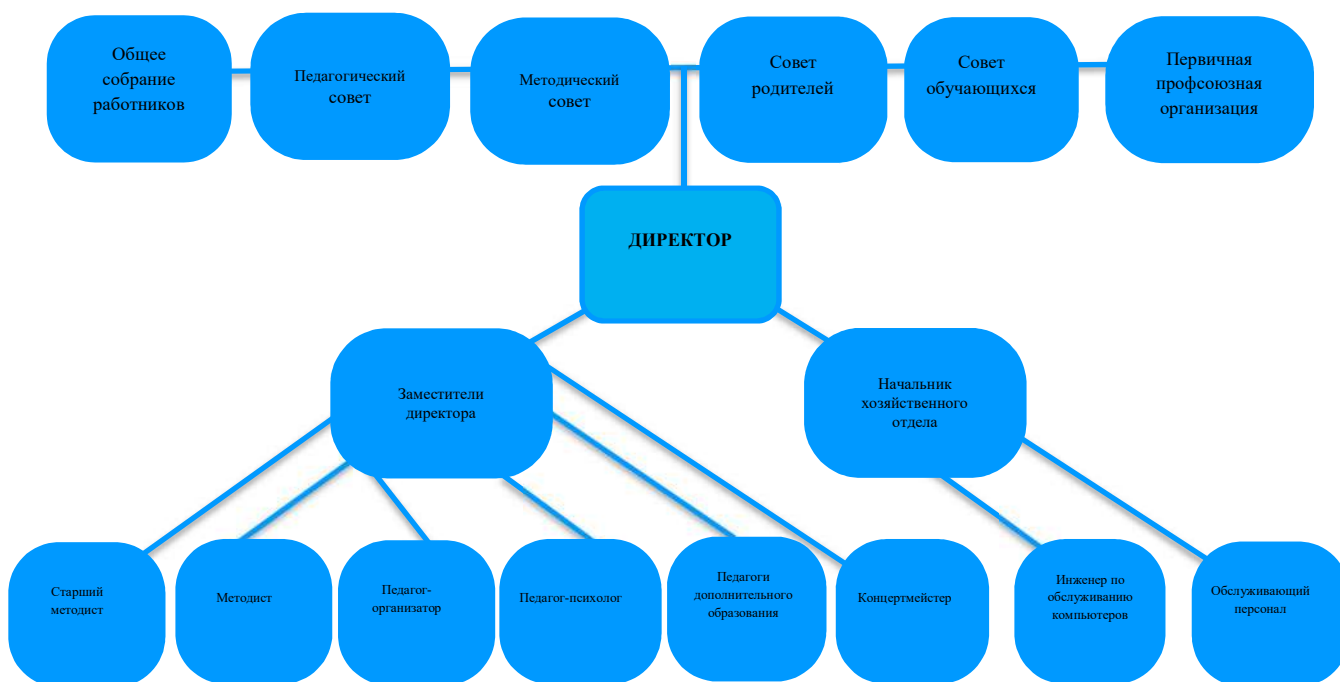 Общее
собрание
работников
Педагогический
совет
Методический
совет
Совет
родителей
Совет
обучающихся
Первичная
профсоюзная
организация
ДИРЕКТОР
Заместители
директора
Начальник
хозяйственного
отдела
Старший
методист
Методист
Педагог-
организатор
Педагог-психолог
Педагоги
дополнительного
образования
Концертмейстер
Инженер по
обслуживанию
компьютеров
Обслуживающий
персонал